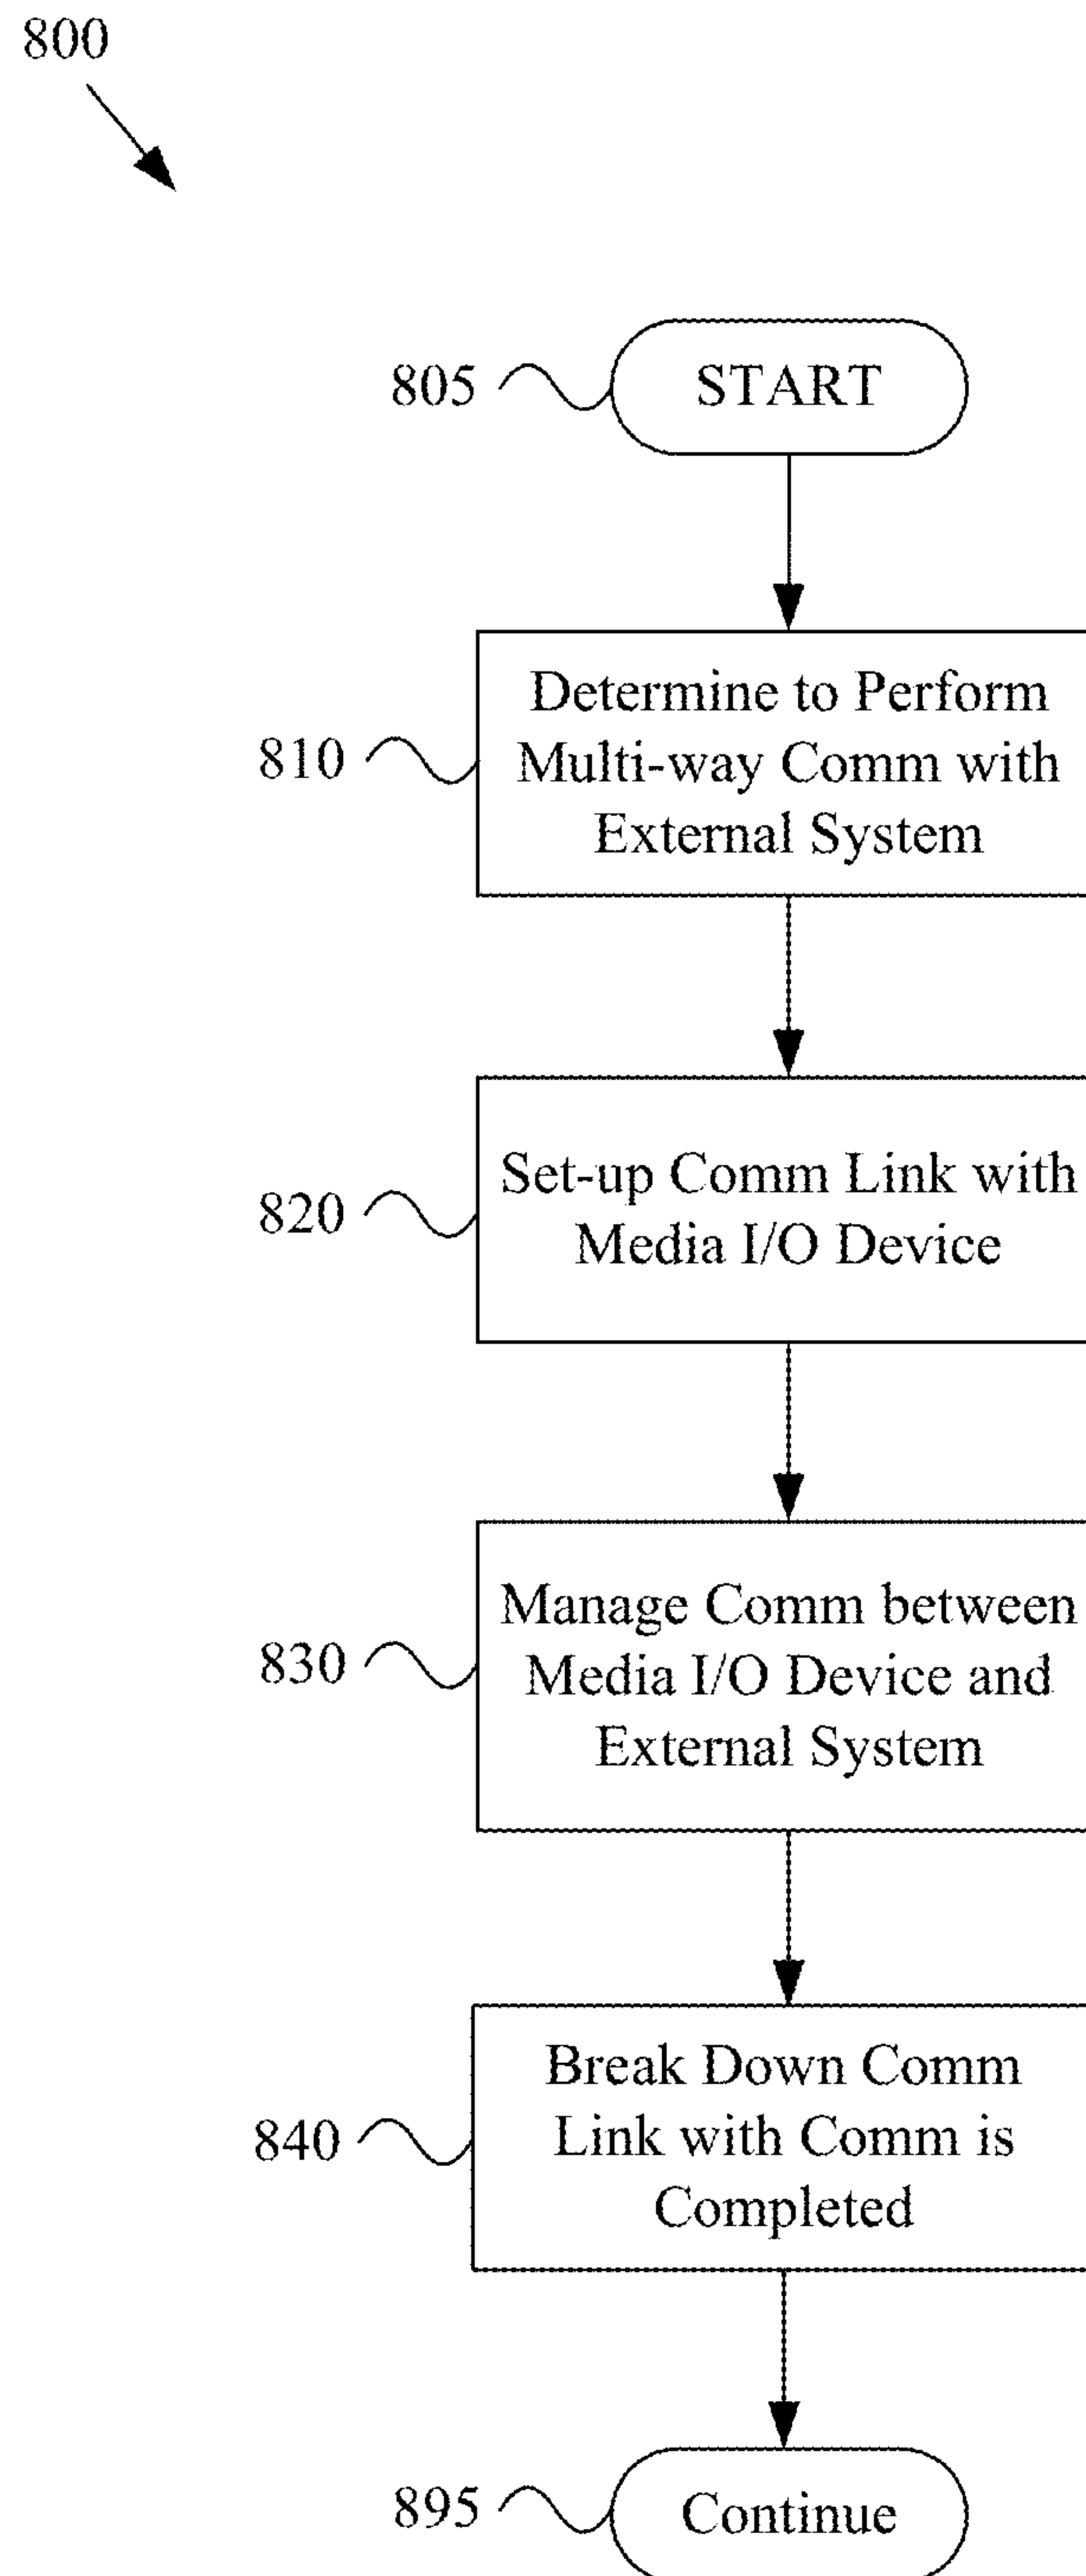 800
805
START
810
Determine to Perform
Multi-way Comm with
External System
820
Set-up Comm Link with
Media I/O Device
830
Manage Comm between
Media I/O Device and
External System
840
Break Down Comm
Link with Comm is
Completed
895
Continue